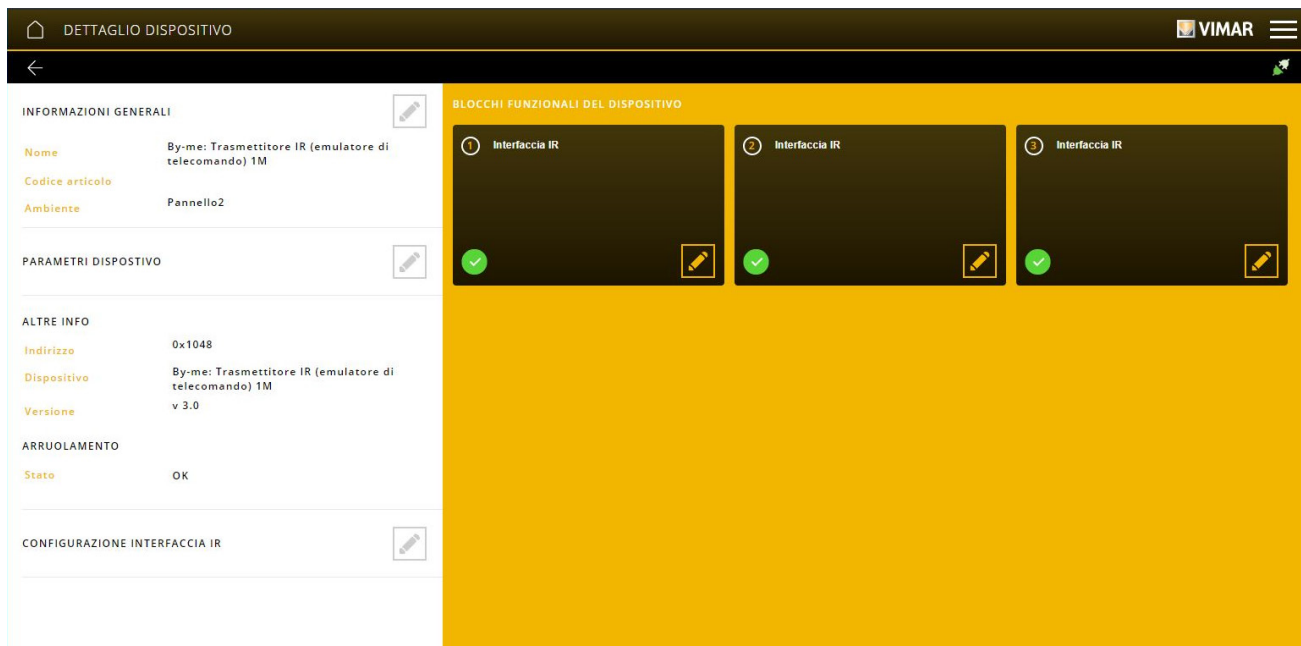 DETTAGLIO DISPOSITIVO
VIMAR
INFORMAZIONI GENERALI
Nome
By-me: Trasmettitore IR (emulatore di
telecomando) 1M
Codice articolo
Ambiente
Pannello2
PARAMETRI DISPOSTIVO
ALTRE INFO
Indirizzo
0x1048
Dispositivo
By-me: Trasmettitore IR (emulatore di
telecomando) 1M
Versione
v 3.0
ARRUOLAMENTO
Stato
OK
CONFIGURAZIONE INTERFACCIA IR
BLOCCHI FUNZIONALI DEL DISPOSITIVO
1 Interfaccia IR
2 Interfaccia IR
3 Interfaccia IR